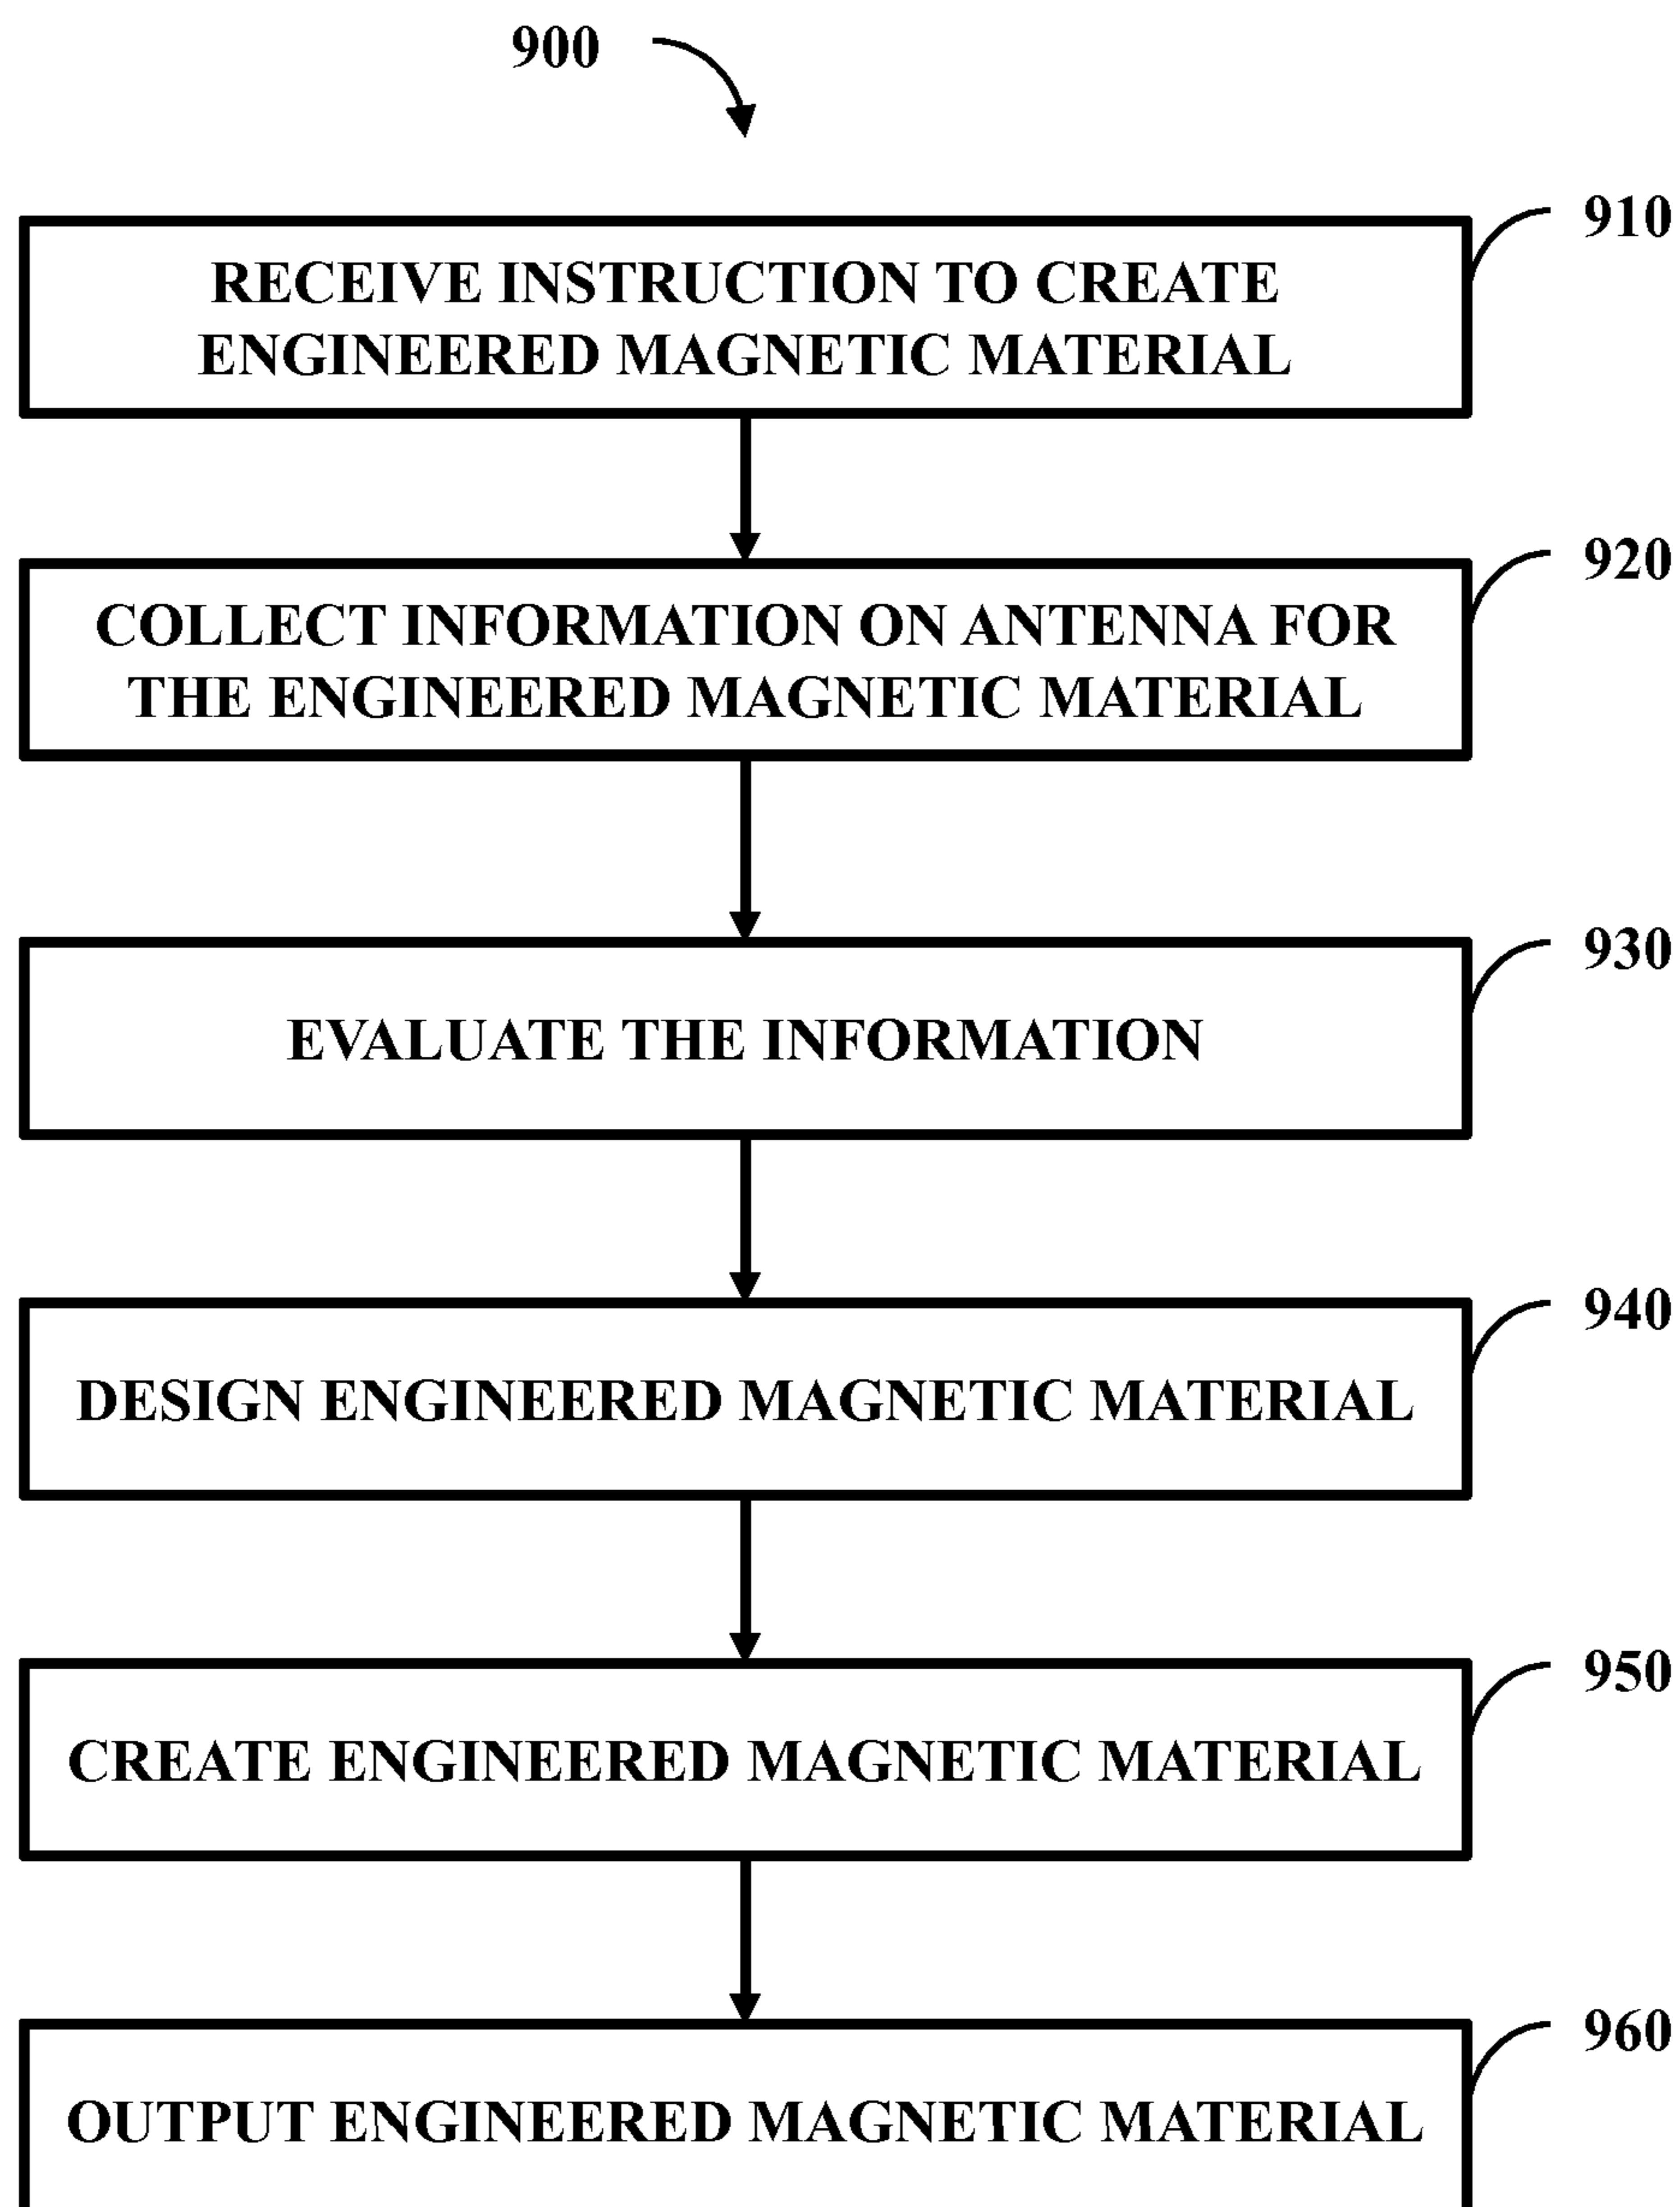 900
910
RECEIVE INSTRUCTION TO CREATE
ENGINEERED MAGNETIC MATERIAL
920
COLLECT INFORMATION ON ANTENNA FOR
THE ENGINEERED MAGNETIC MATERIAL
930
EVALUATE THE INFORMATION
940
DESIGN ENGINEERED MAGNETIC MATERIAL
950
CREATE ENGINEERED MAGNETIC MATERIAL
960
OUTPUT ENGINEERED MAGNETIC MATERIAL